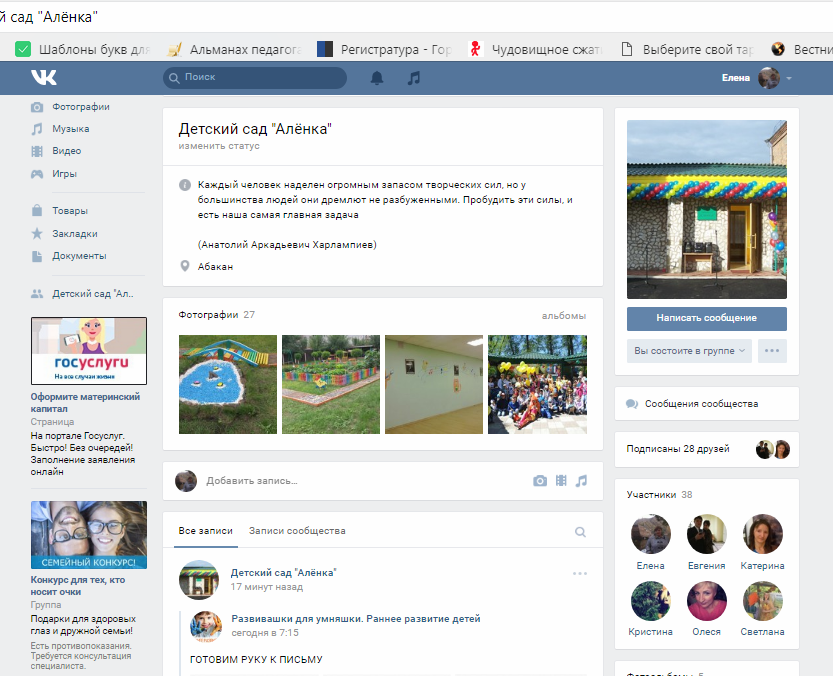 й сад "Алёнка"
Шаблоны букв для
Альманах педагога
Регистратура - Гор
Чудовищное сжат
Выберите свой тар
Вестни
Поиск
Елена
Фотографии
Музыка
Видео
Игры
Товары
Закладки
Документы
Детский сад "Ал..
госуслуги
На все случаи жизни
Оформите материнский
капитал
Страница
На портале Госуслуг.
Быстро! Без очередей!
Заполнение заявления
онлайн
СЕМЕЙНЫЙ КОНКУРС!
Конкурс для тех, кто
носит очки
Группа
Подарки для здоровых
глаз и дружной семьи!
Есть противопоказания.
Требуется консультация
специалиста.
Детский сад "Алёнка"
изменить статус
Каждый человек наделен огромным запасом творческих сил, но у
большинства людей они дремлют не разбуженными. Пробудить эти силы, и
есть наша самая главная задача
(Анатолий Аркадьевич Харлампиев)
Абакан
Фотографии 27
альбомы
Добавить запись...
Все записи
Записи сообщества
Детский сад "Алёнка"
17 минут назад
Развивашки для умняшки. Раннее развитие детей
сегодня в 7:15
ГОТОВИМ РУКУ К ПИСЬМУ
Написать сообщение
Вы состоите в группе
Сообщения сообщества
Подписаны 28 друзей
Участники 38
Елена
Евгения
Катерина
Кристина
Олеся
Светлана